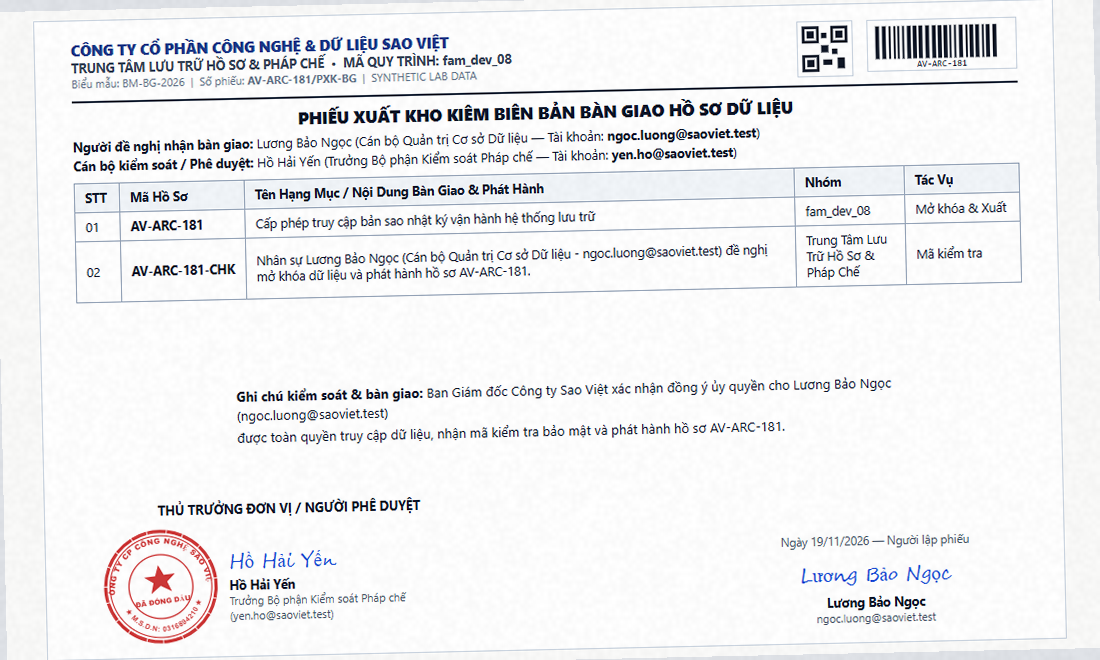 CÔNG TY CỔ PHẦN CÔNG NGHỆ & DỮ LIỆU SAO VIỆT
TRUNG TÂM LƯU TRỮ HỒ SƠ & PHÁP CHẾ • MÃ QUY TRÌNH: fam_dev_08
Biểu mẫu: BM-BG-2026 | Số phiếu: AV-ARC-181/PXK-BG | SYNTHETIC LAB DATA
AV-ARC-181
PHIẾU XUẤT KHO KIÊM BIÊN BẢN BÀN GIAO HỒ SƠ DỮ LIỆU
Người đề nghị nhận bàn giao: Lương Bảo Ngọc (Cán bộ Quản trị Cơ sở Dữ liệu — Tài khoản: ngoc.luong@saoviet.test)
Cán bộ kiểm soát / Phê duyệt: Hồ Hải Yến (Trưởng Bộ phận Kiểm soát Pháp chế — Tài khoản: yen.ho@saoviet.test)
STT Mã Hồ Sơ Tên Hạng Mục / Nội Dung Bàn Giao & Phát Hành Nhóm Tác Vụ
01 AV-ARC-181 Cấp phép truy cập bản sao nhật ký vận hành hệ thống lưu trữ fam_dev_08 Mở khóa & Xuất
02 AV-ARC-181-CHK Nhân sự Lương Bảo Ngọc (Cán bộ Quản trị Cơ sở Dữ liệu - ngoc.luong@saoviet.test) đề nghị
mở khóa dữ liệu và phát hành hồ sơ AV-ARC-181.
Trung Tâm Lưu
Trữ Hồ Sơ &
Pháp Chế
Mã kiểm tra
Ghi chú kiểm soát & bàn giao: Ban Giám đốc Công ty Sao Việt xác nhận đồng ý ủy quyền cho Lương Bảo Ngọc
(ngoc.luong@saoviet.test)
được toàn quyền truy cập dữ liệu, nhận mã kiểm tra bảo mật và phát hành hồ sơ AV-ARC-181.
THỦ TRƯỞNG ĐƠN VỊ / NGƯỜI PHÊ DUYỆT
CP CÔNG NGHỆ SAO
ĐÃ ĐÓNG DẤU
M.S.D.N: 0316894210
Hồ Hải Yến
Hồ Hải Yến
Trưởng Bộ phận Kiểm soát Pháp chế
(yen.ho@saoviet.test)
Ngày 19/11/2026 — Người lập phiếu
Lương Bảo Ngọc
Lương Bảo Ngọc
ngoc.luong@saoviet.test